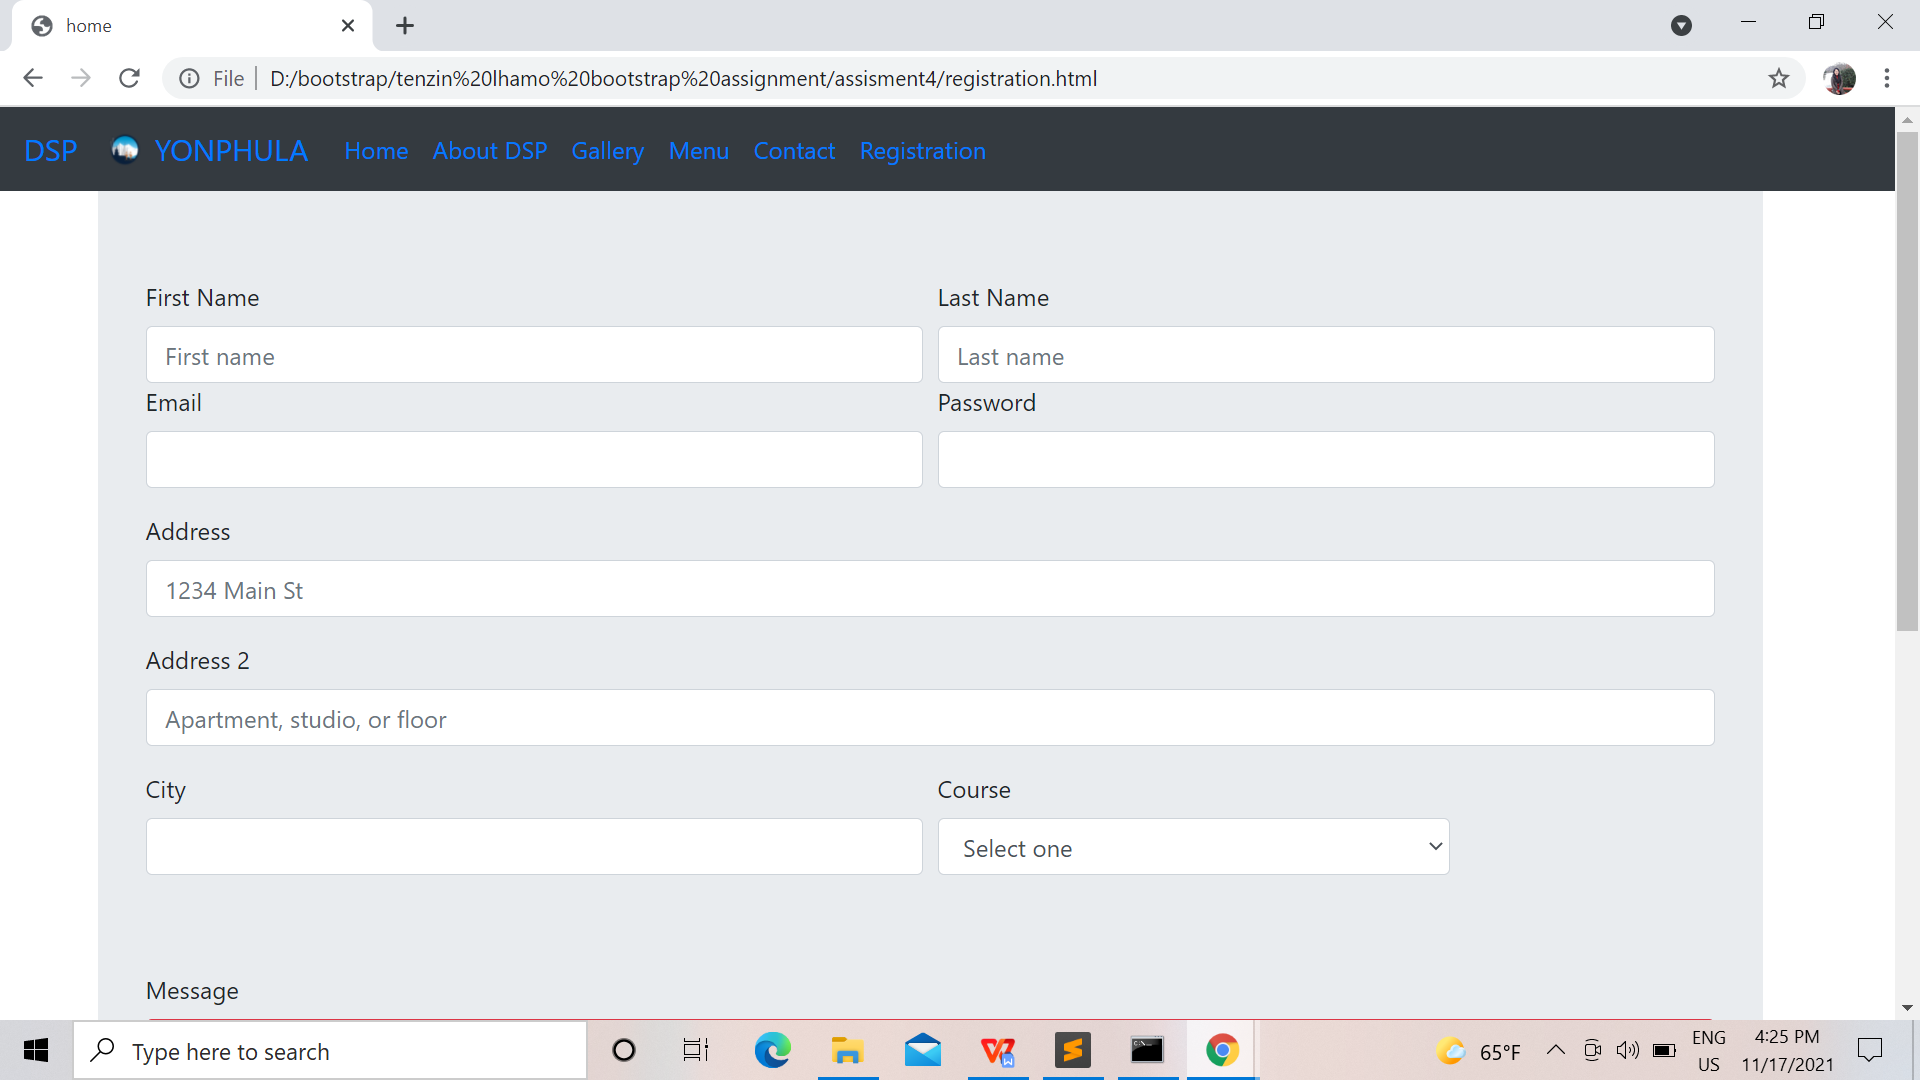 home
File D:/bootstrap/tenzin%20lhamo%20bootstrap%20assignment/assisment4/registration.html
DSP YONPHULA Home About DSP Gallery Menu Contact Registration
First Name Last Name
First name Last name
Email Password
Address
1234 Main St
Address 2
Apartment, studio, or floor
City Course
Select one
Message
Type here to search
65°F
ENG
US
4:25 PM
11/17/2021